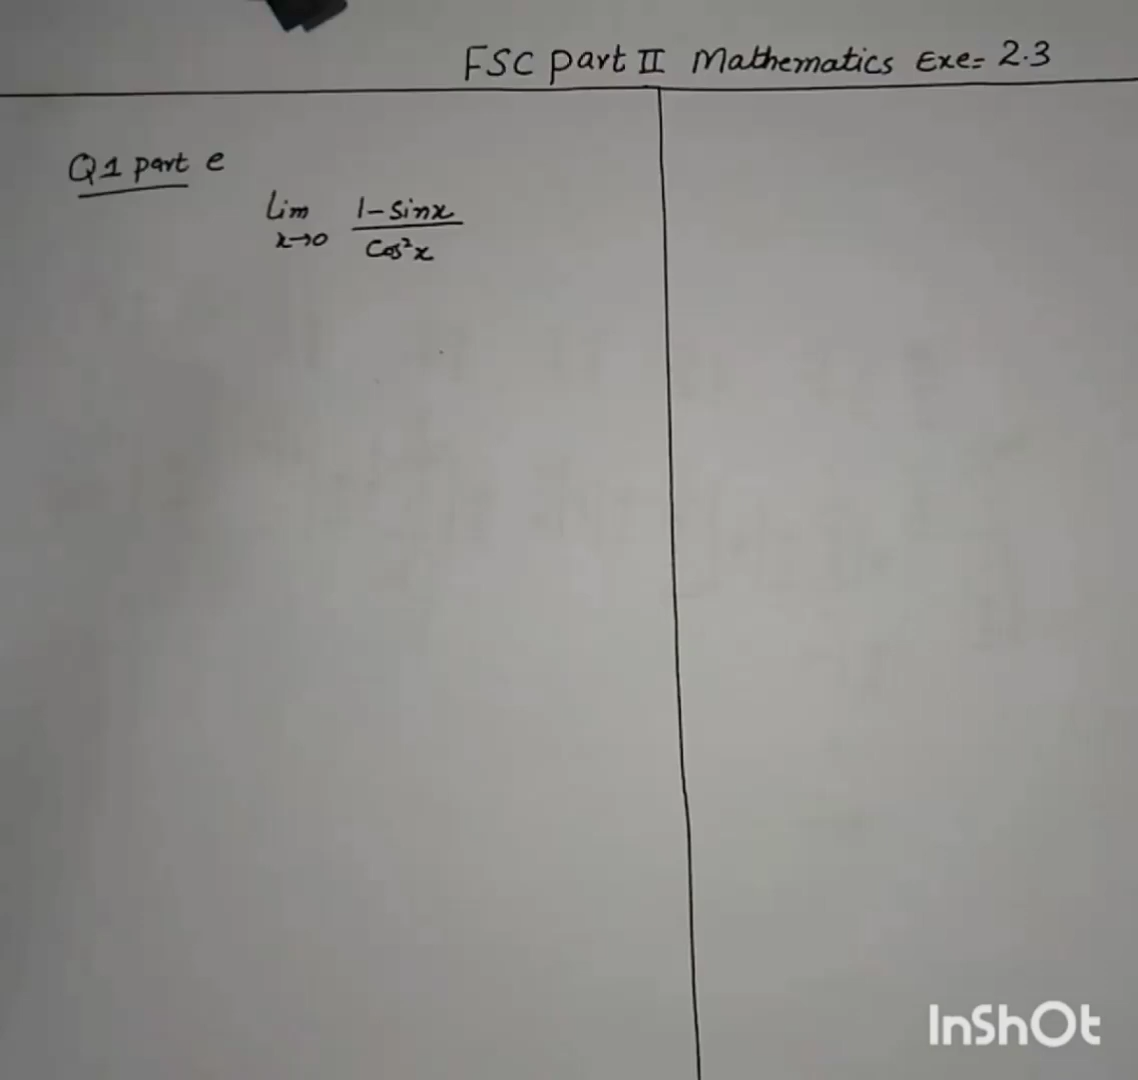 FSC part II Mathematics Exe= 2.3
Q1 part e
Lim 1-Sinx
x→0 Cos²x
InShOt